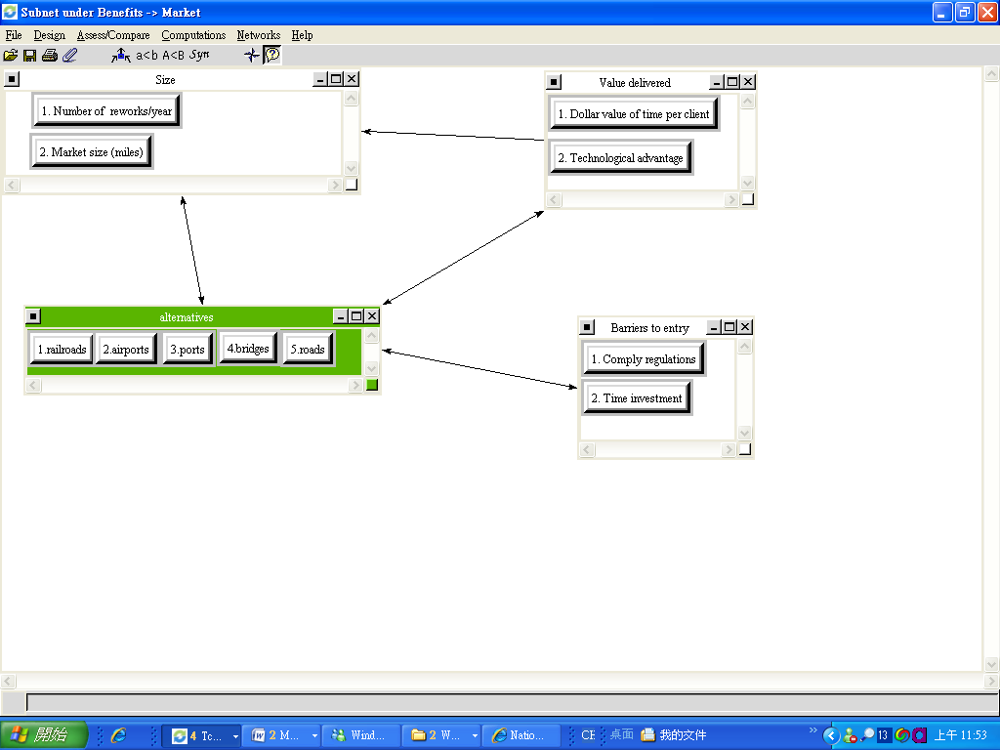 Subnet under Benefits -> Market
File Design Assess/Compare Computations Networks Help
a<b A<B Syn
Size
1. Number of reworks/year
2. Market size (miles)
Value delivered
1. Dollar value of time per client
2. Technological advantage
alternatives
1.railroads 2.airports 3.ports 4.bridges 5.roads
Barriers to entry
1. Comply regulations
2. Time investment
開始 4 Tc... 2 M... Wind... 2 W... Natio... CH 桌面 我的文件 13 上午 11:53